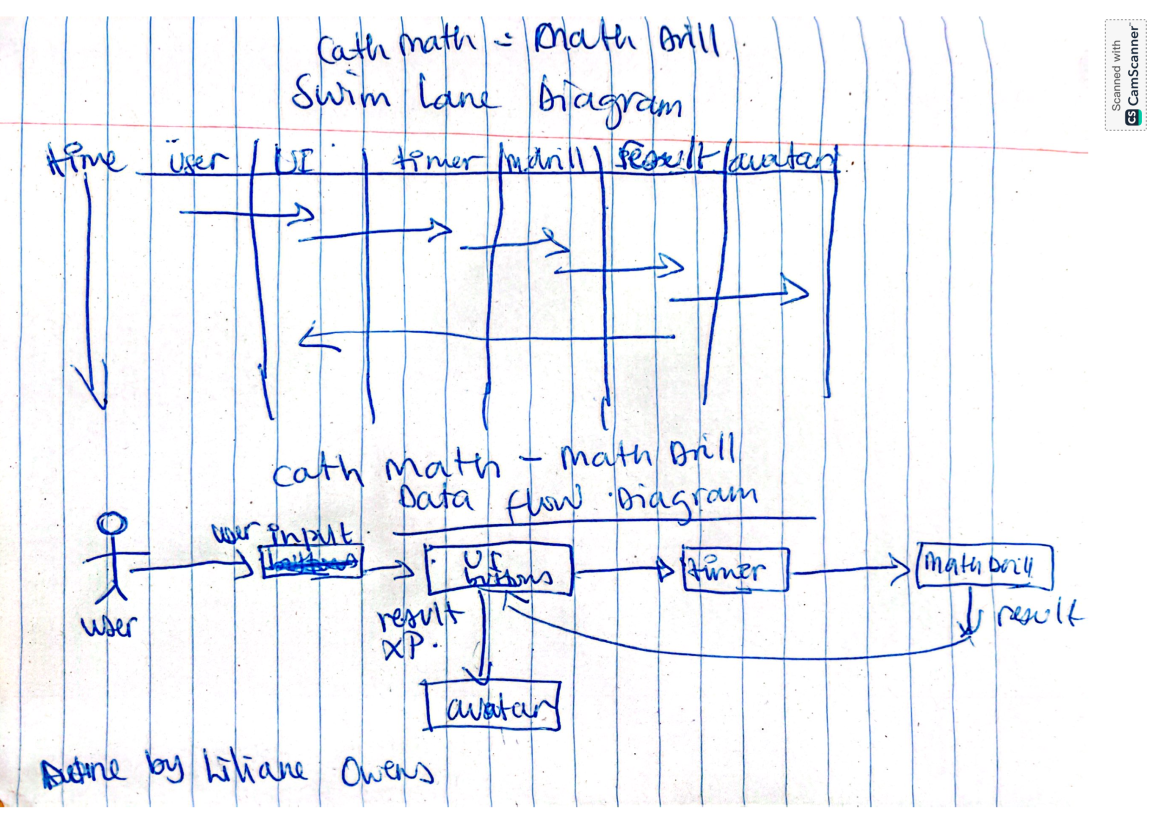 Cath Math = Math Drill
Swim Lane Diagram
time user UI timer m.drill result avatar
Cath Math - Math Drill
Data flow Diagram
user input
UI buttons
timer
Math Drill
user
result XP.
result
avatar
by Liliane Owens
Scanned with
CS CamScanner